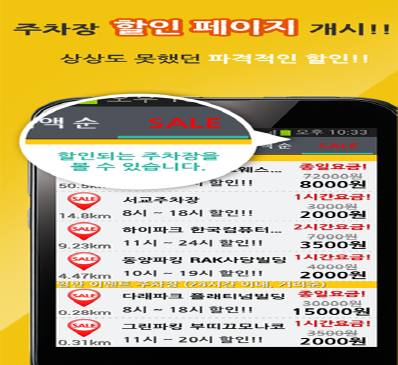 주차장 할인 페이지 개시!!
상상도 못했던 파격적인 할인!!
오후 10:33
액 순 SALE
할인되는 주차장을
볼 수 있습니다.
종일요금!
72000원
할인!! 8000원
SALE 서교주차장 1시간요금!
3000원
14.8km 8시 ~ 18시 할인!! 2000원
SALE 하이파크 한국컴퓨터... 2시간요금!
7000원
9.23km 11시 ~ 24시 할인!! 3500원
SALE 동양파킹 RAK사당빌딩 1시간요금!
4000원
4.47km 10시 ~ 19시 할인!! 2000원
SALE 다래파크 플래티넘빌딩 종일요금!
30000원
0.28km 8시 ~ 18시 할인!! 15000원
SALE 그린파킹 부띠끄모나코 1시간요금!
3500원
0.31km 11시 ~ 20시 할인!! 2000원